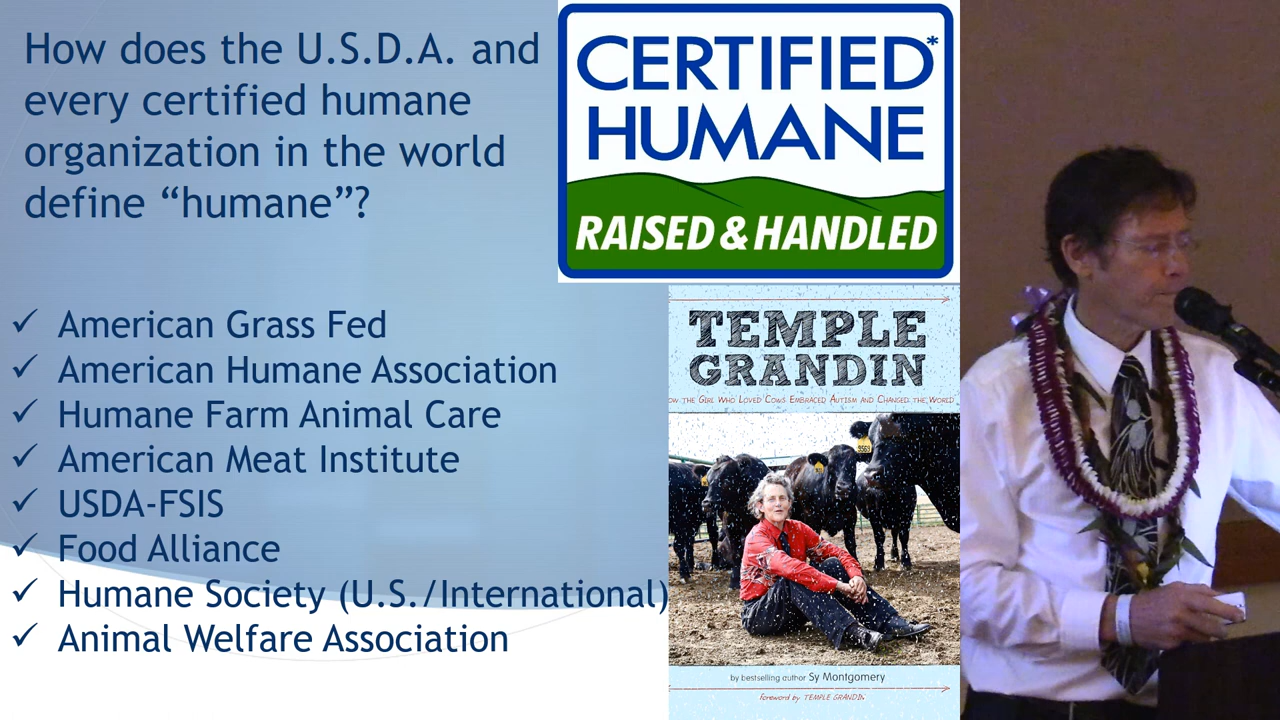 How does the U.S.D.A. and
every certified humane
organization in the world
define “humane”?
✓ American Grass Fed
✓ American Humane Association
✓ Humane Farm Animal Care
✓ American Meat Institute
✓ USDA-FSIS
✓ Food Alliance
✓ Humane Society (U.S./International)
✓ Animal Welfare Association
CERTIFIED*
HUMANE
RAISED & HANDLED
TEMPLE
GRANDIN
THE GIRL WHO LOVED COWS EMBRACED AUTISM AND CHANGED THE WORLD
9563
by bestselling author Sy Montgomery
foreword by TEMPLE GRANDIN